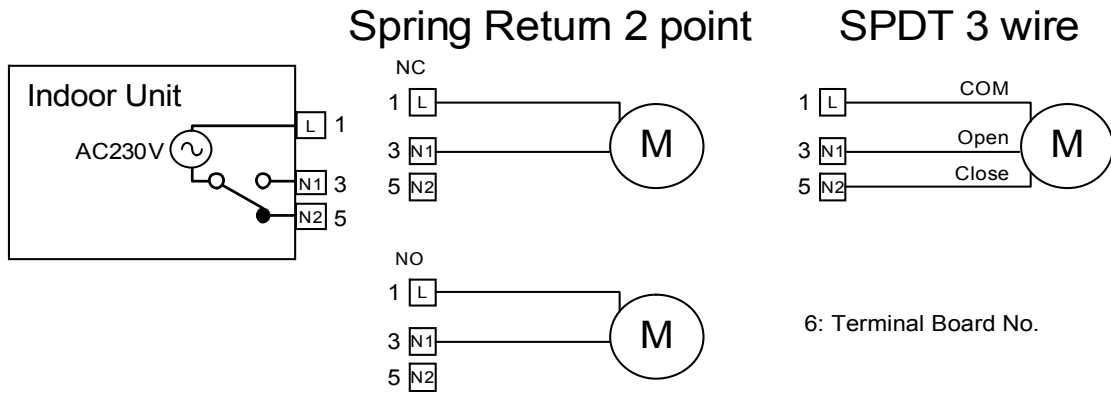 Spring Return 2 point
SPDT 3 wire
Indoor Unit
AC230V
L 1
N1 3
N2 5
NC
1 L
3 N1
5 N2
M
NO
1 L
3 N1
5 N2
M
1 L COM
3 N1 Open
5 N2 Close
M
6: Terminal Board No.